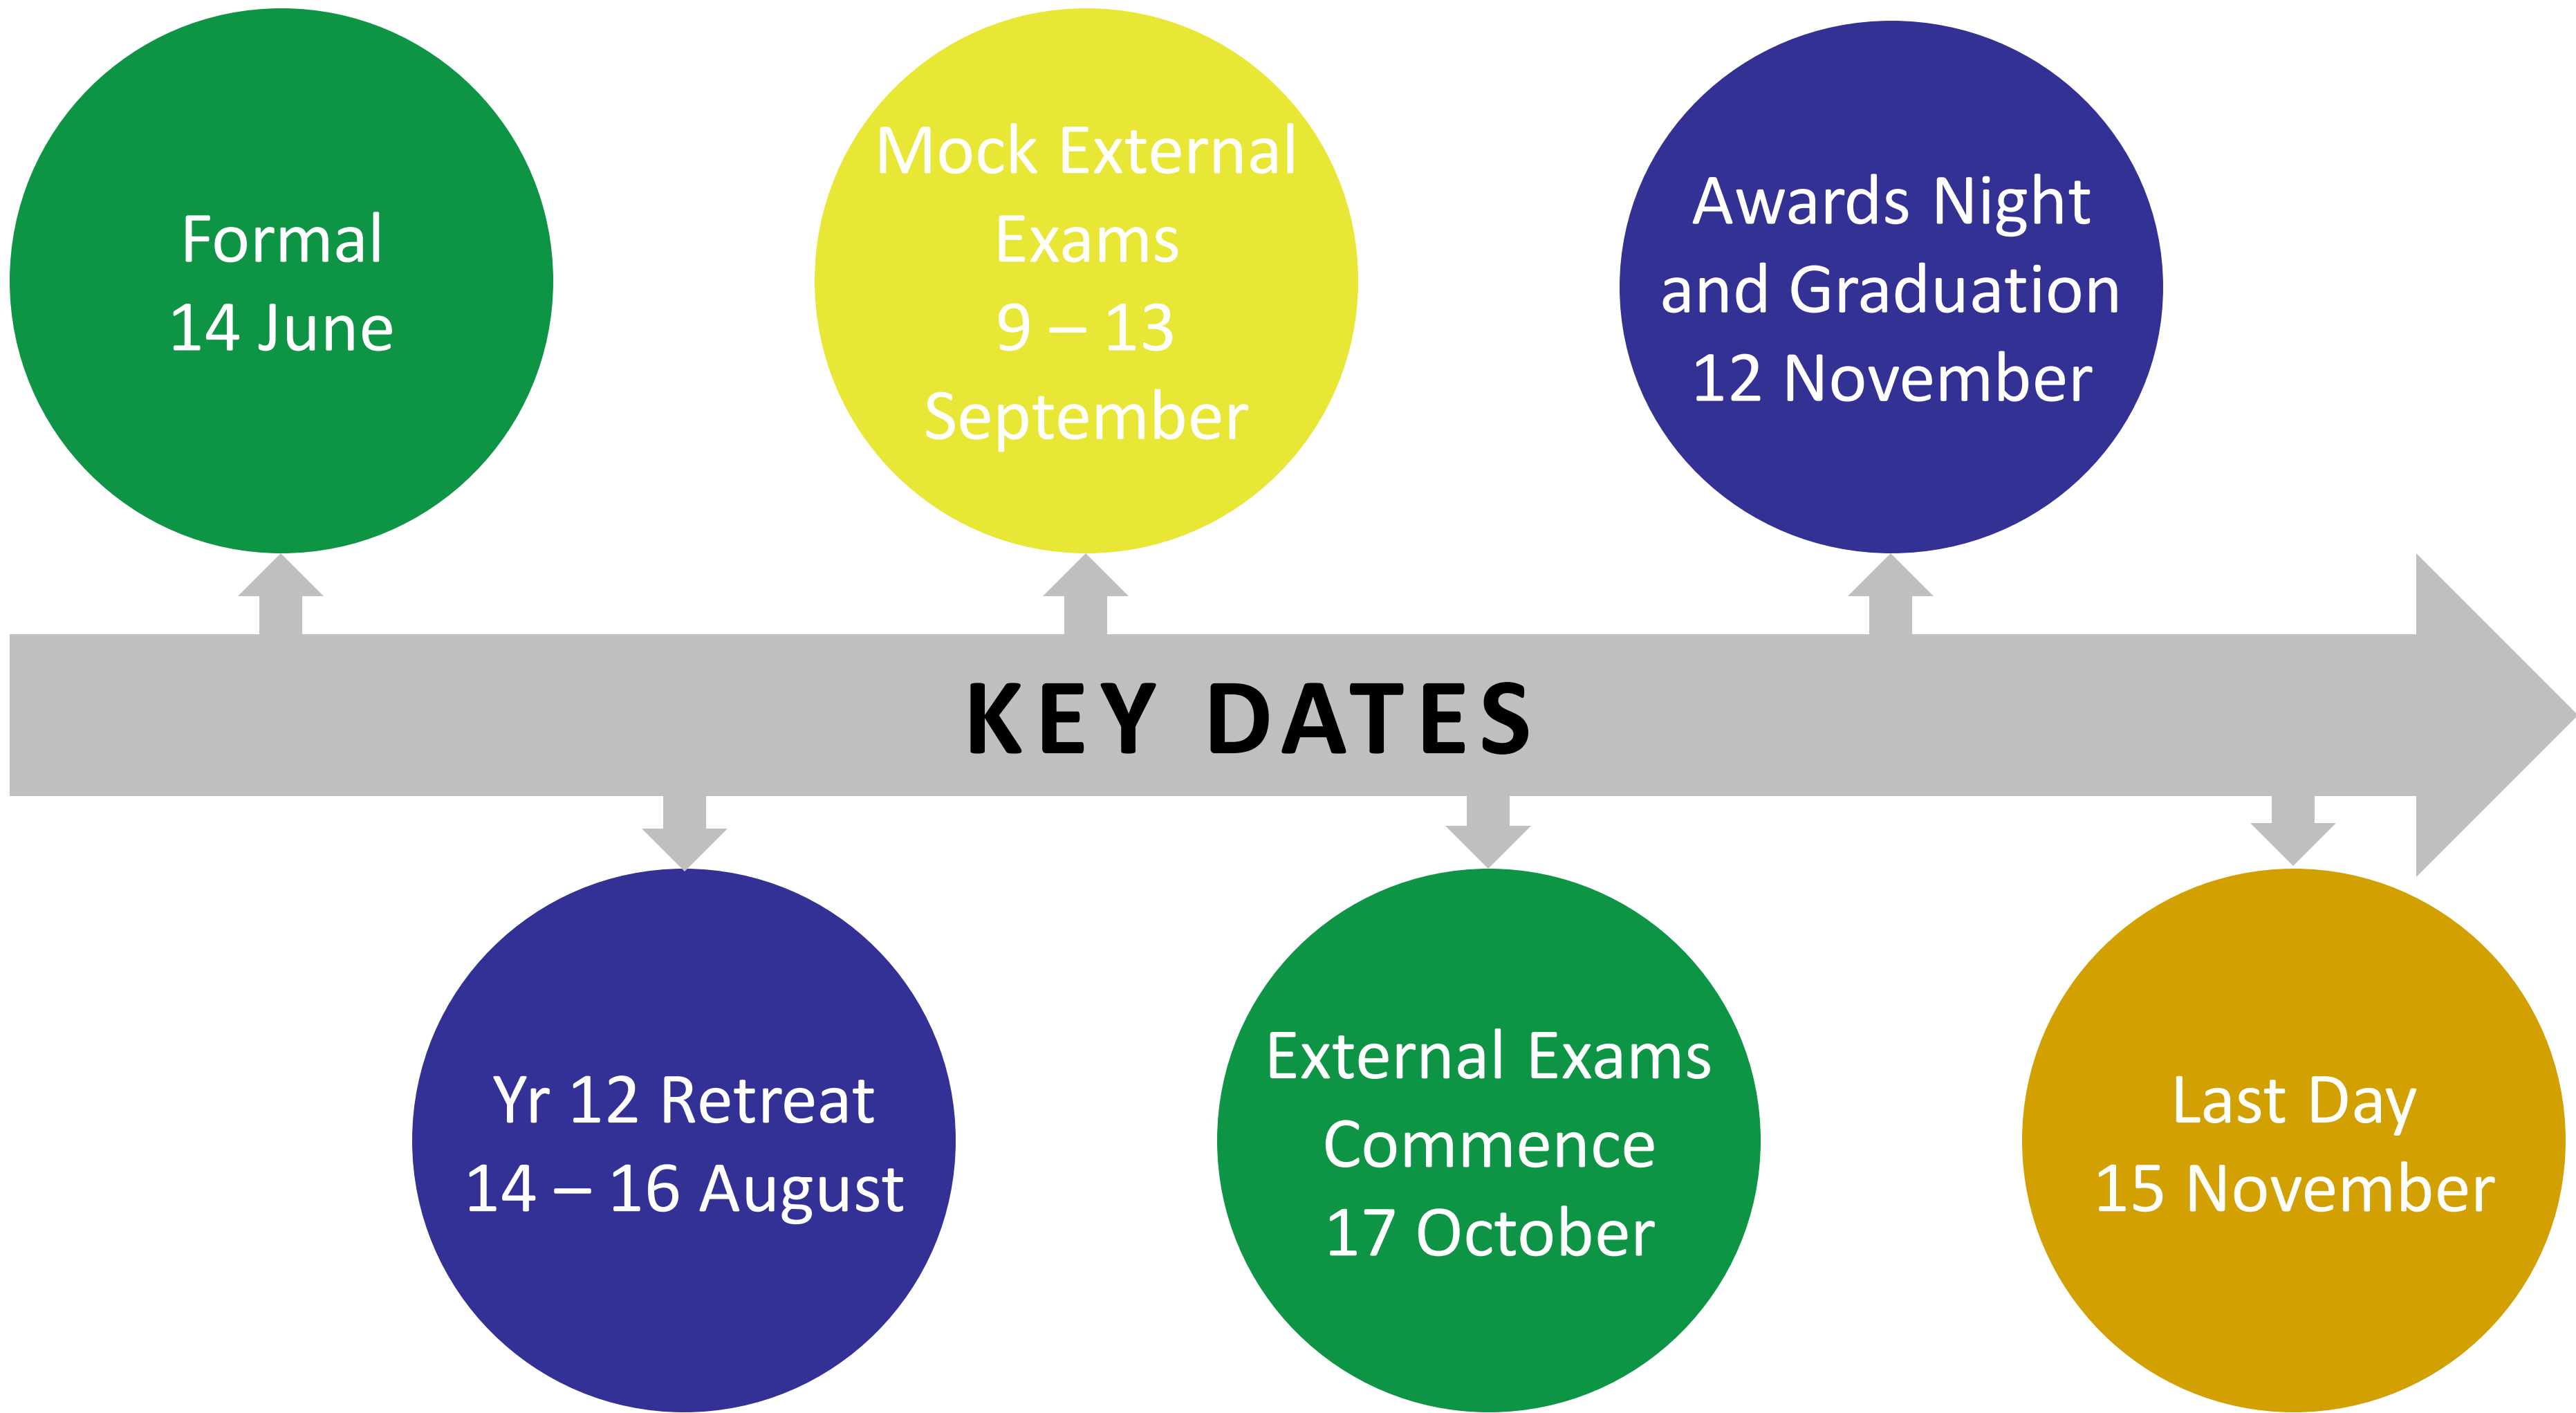 Formal
14 June
Mock External
Exams
9 – 13
September
Awards Night
and Graduation
12 November
KEY DATES
Yr 12 Retreat
14 – 16 August
External Exams
Commence
17 October
Last Day
15 November